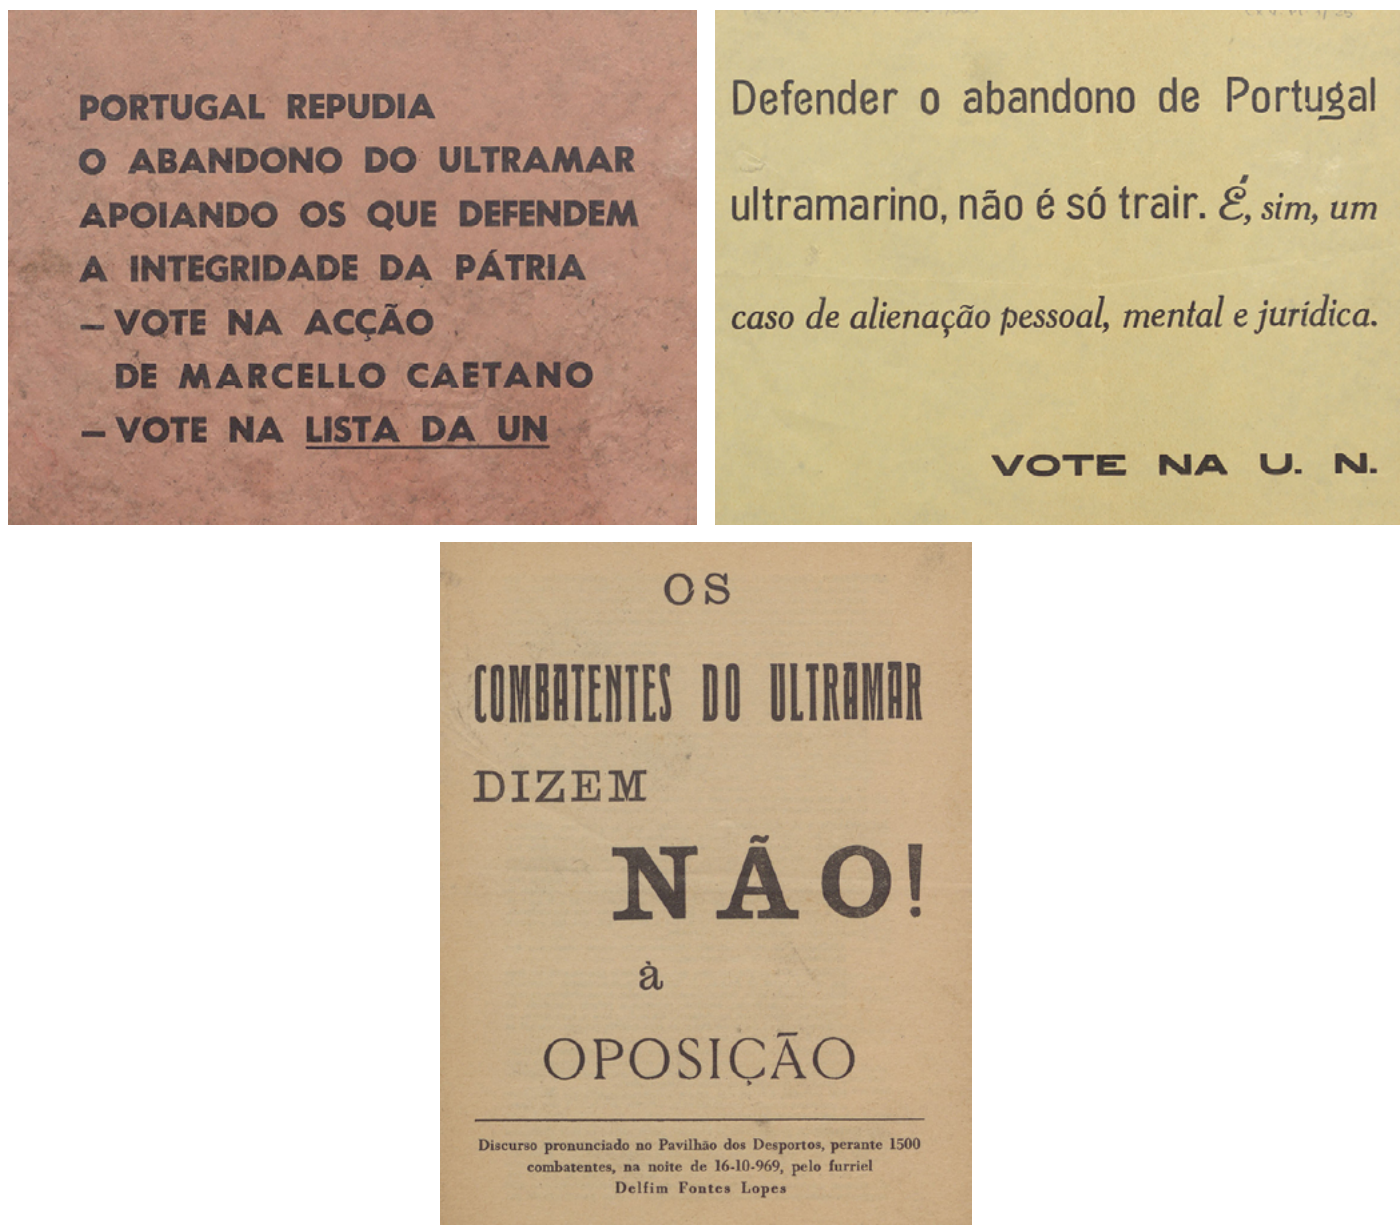 PORTUGAL REPUDIA
O ABANDONO DO ULTRAMAR
APOIANDO OS QUE DEFENDEM
A INTEGRIDADE DA PÁTRIA
– VOTE NA ACÇÃO
DE MARCELLO CAETANO
– VOTE NA LISTA DA UN
Defender o abandono de Portugal
ultramarino, não é só trair. É, sim, um
caso de alienação pessoal, mental e jurídica.
VOTE NA U. N.
OS
COMBATENTES DO ULTRAMAR
DIZEM
NÃO!
à
OPOSIÇÃO
Discurso pronunciado no Pavilhão dos Desportos, perante 1500
combatentes, na noite de 16-10-969, pelo furriel
Delfim Fontes Lopes